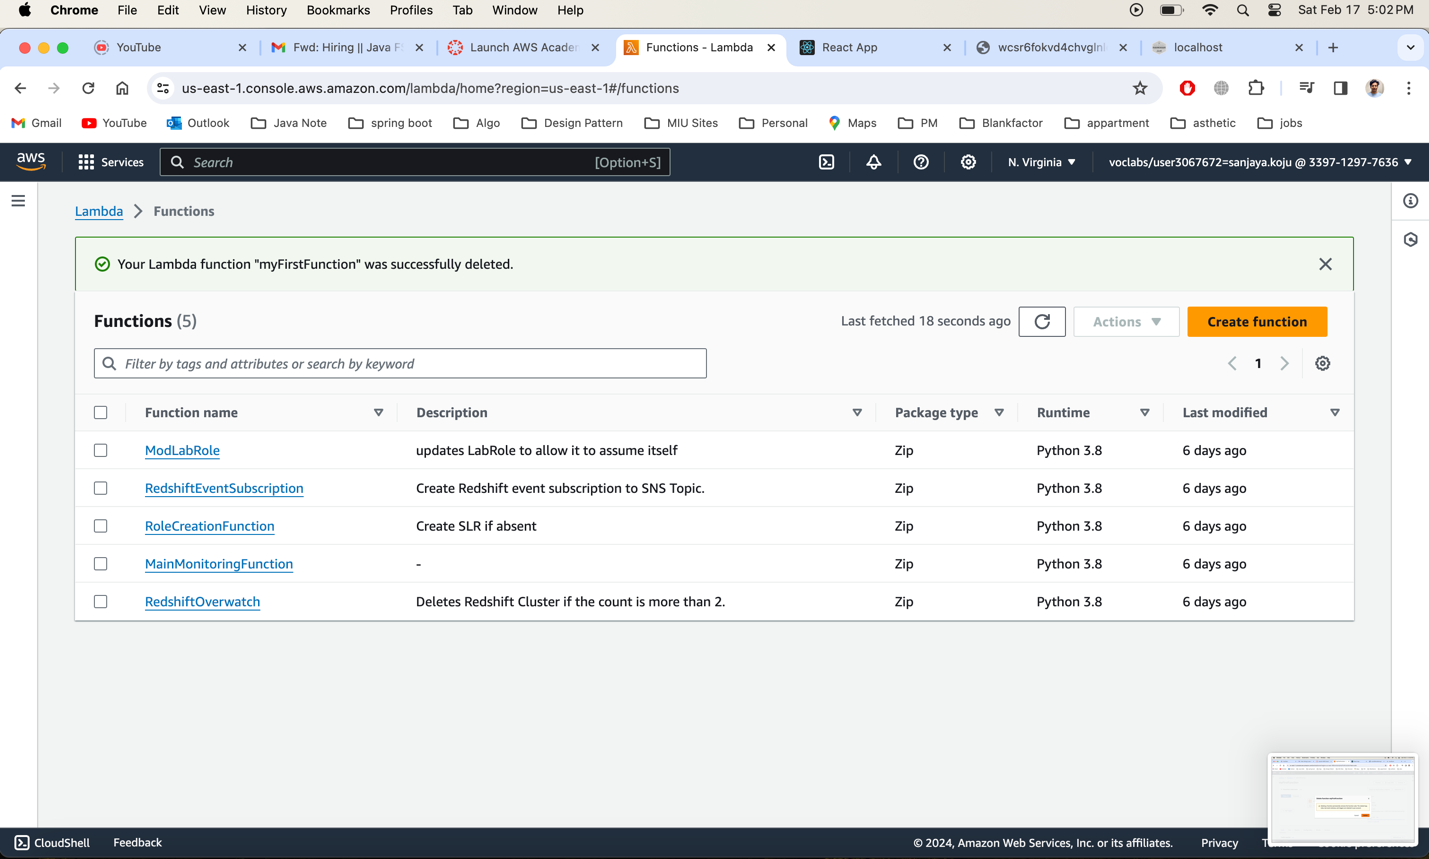 Chrome File Edit View History Bookmarks Profiles Tab Window Help Sat Feb 17 5:02 PM
YouTube Fwd: Hiring || Java F Launch AWS Acade Functions - Lambda React App wcsr6fokvd4chvgln localhost
us-east-1.console.aws.amazon.com/lambda/home?region=us-east-1#/functions
Gmail YouTube Outlook Java Note spring boot Algo Design Pattern MIU Sites Personal Maps PM Blankfactor appartment asthetic jobs
aws Services Search [Option+S] N. Virginia voclabs/user3067672=sanjaya.koju @ 3397-1297-7636
Lambda Functions
Your Lambda function "myFirstFunction" was successfully deleted.
Functions (5) Last fetched 18 seconds ago Actions Create function
Filter by tags and attributes or search by keyword 1
Function name Description Package type Runtime Last modified
ModLabRole updates LabRole to allow it to assume itself Zip Python 3.8 6 days ago
RedshiftEventSubscription Create Redshift event subscription to SNS Topic. Zip Python 3.8 6 days ago
RoleCreationFunction Create SLR if absent Zip Python 3.8 6 days ago
MainMonitoringFunction - Zip Python 3.8 6 days ago
RedshiftOverwatch Deletes Redshift Cluster if the count is more than 2. Zip Python 3.8 6 days ago
CloudShell Feedback © 2024, Amazon Web Services, Inc. or its affiliates. Privacy